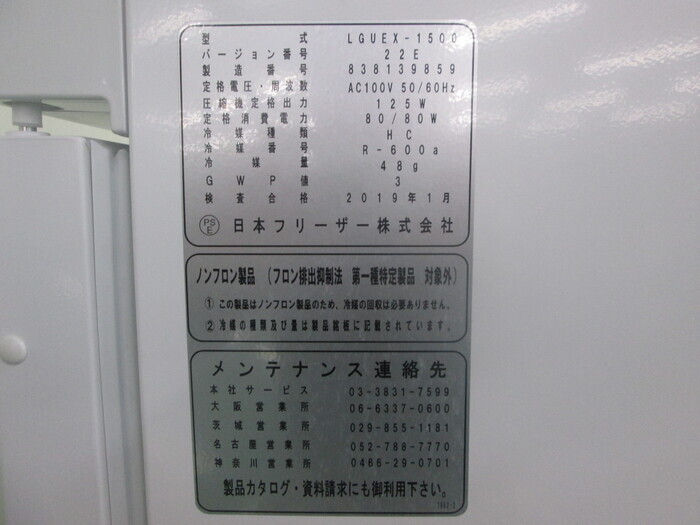 型式 LGUEX-1500
バージョン番号 22E
製造番号 838139859
定格電圧・周波数 AC100V 50/60Hz
圧縮機定格出力 125W
定格消費電力 80/80W
冷媒種類 HC
冷媒番号 R-600a
冷媒量 48g
GWP値 3
検査合格 2019年1月
PSE 日本フリーザー株式会社
ノンフロン製品 (フロン排出抑制法 第一種特定製品 対象外)
① この製品はノンフロン製品のため、冷媒の回収は必要ありません。
② 冷媒の種類及び量は製品銘板に記載されています。
メンテナンス連絡先
本社サービス 03-3831-7599
大阪営業所 06-6337-0600
茨城営業所 029-855-1181
名古屋営業所 052-788-7770
神奈川営業所 0466-29-0701
製品カタログ・資料請求にも御利用下さい。